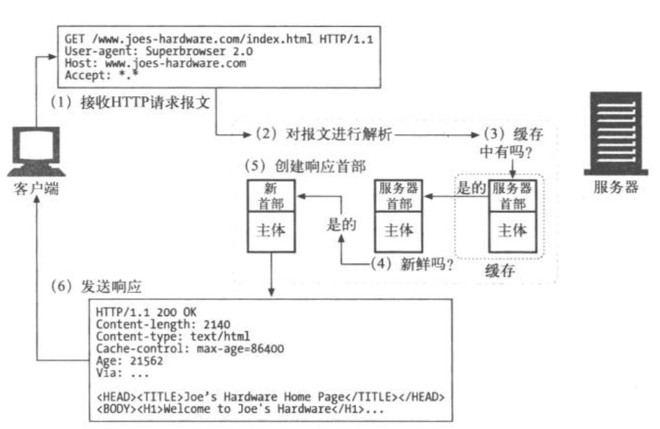 GET /www.joes-hardware.com/index.html HTTP/1.1
User-agent: Superbrowser 2.0
Host: www.joes-hardware.com
Accept: *.*
(1) 接收HTTP请求报文
(2) 对报文进行解析
(3) 缓存
中有吗?
(5) 创建响应首部
客户端
服务器
新
首部
主体
是的
服务器
首部
主体
是的
服务器
首部
主体
(4) 新鲜吗?
缓存
(6) 发送响应
HTTP/1.1 200 OK
Content-length: 2140
Content-type: text/html
Cache-control: max-age=86400
Age: 21562
Via: ...
<HEAD><TITLE>Joe's Hardware Home Page</TITLE></HEAD>
<BODY><H1>Welcome to Joe's Hardware</H1>...